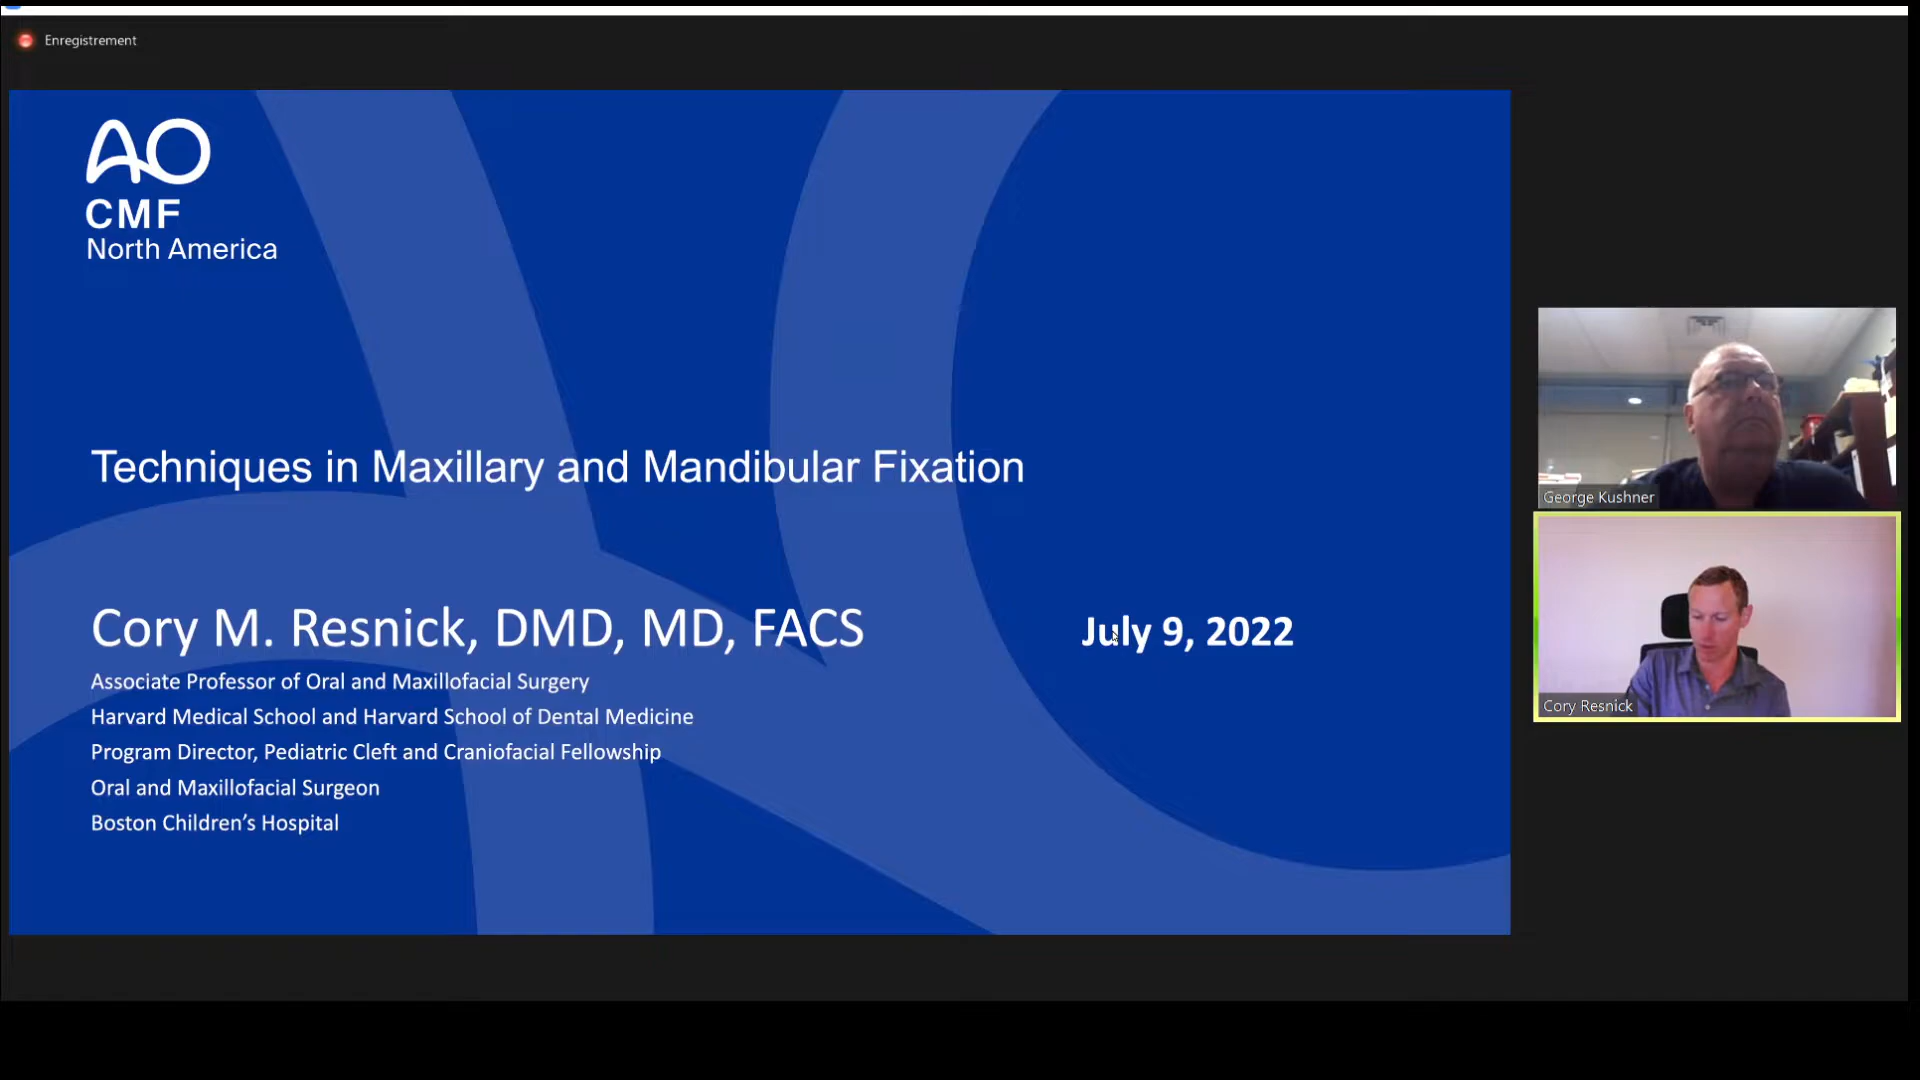 Enregistrement
AO
CMF
North America
Techniques in Maxillary and Mandibular Fixation
Cory M. Resnick, DMD, MD, FACS
July 9, 2022
Associate Professor of Oral and Maxillofacial Surgery
Harvard Medical School and Harvard School of Dental Medicine
Program Director, Pediatric Cleft and Craniofacial Fellowship
Oral and Maxillofacial Surgeon
Boston Children’s Hospital
George Kushner
Cory Resnick